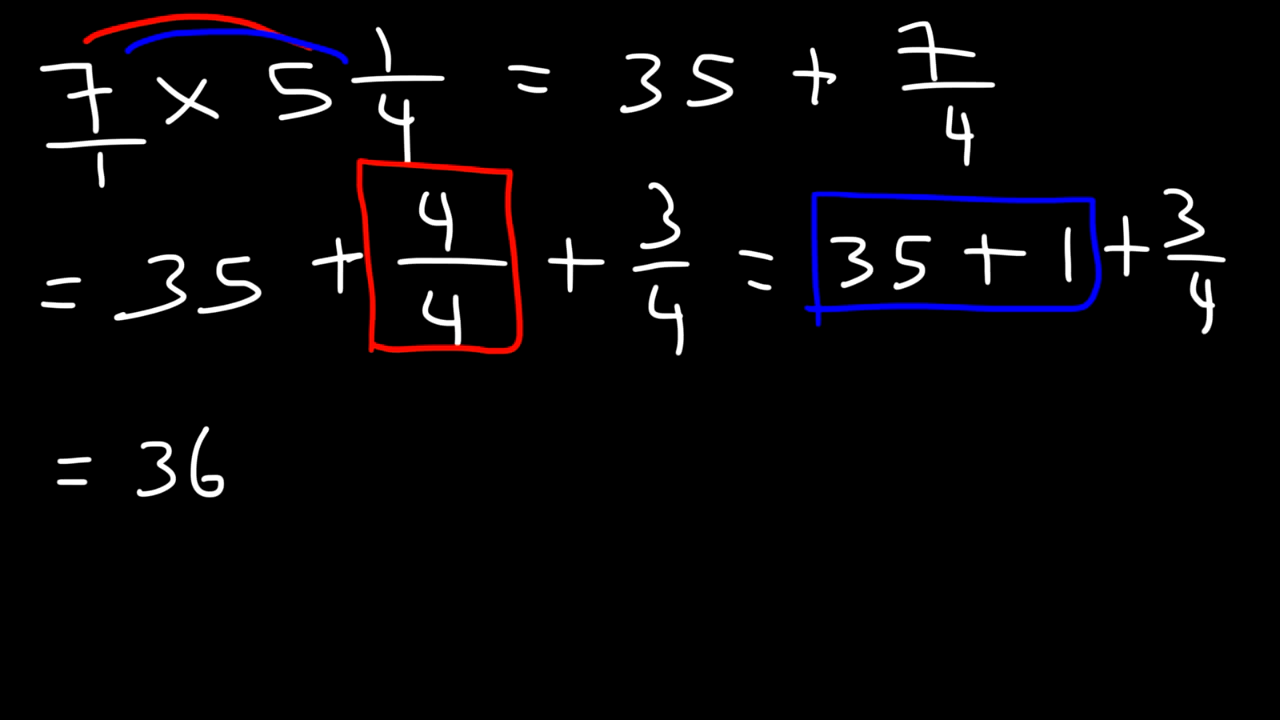 7/1 × 5 1/4 = 35 + 7/4
= 35 + 4/4 + 3/4 = 35 + 1 + 3/4
= 36